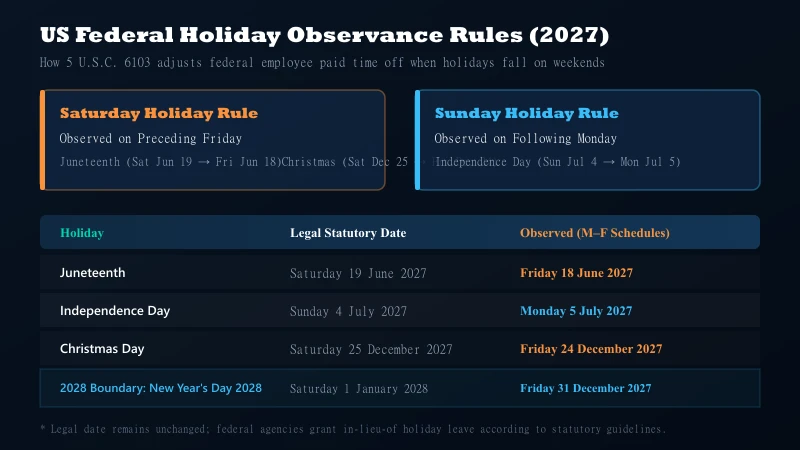 US Federal Holiday Observance Rules (2027)
How 5 U.S.C. 6103 adjusts federal employee paid time off when holidays fall on weekends
Saturday Holiday Rule
Observed on Preceding Friday
Juneteenth (Sat Jun 19 → Fri Jun 18)Christmas (Sat Dec 25
Sunday Holiday Rule
Observed on Following Monday
Independence Day (Sun Jul 4 → Mon Jul 5)
Holiday Legal Statutory Date Observed (M–F Schedules)
Juneteenth Saturday 19 June 2027 Friday 18 June 2027
Independence Day Sunday 4 July 2027 Monday 5 July 2027
Christmas Day Saturday 25 December 2027 Friday 24 December 2027
2028 Boundary: New Year's Day 2028 Saturday 1 January 2028 Friday 31 December 2027
* Legal date remains unchanged; federal agencies grant in-lieu-of holiday leave according to statutory guidelines.